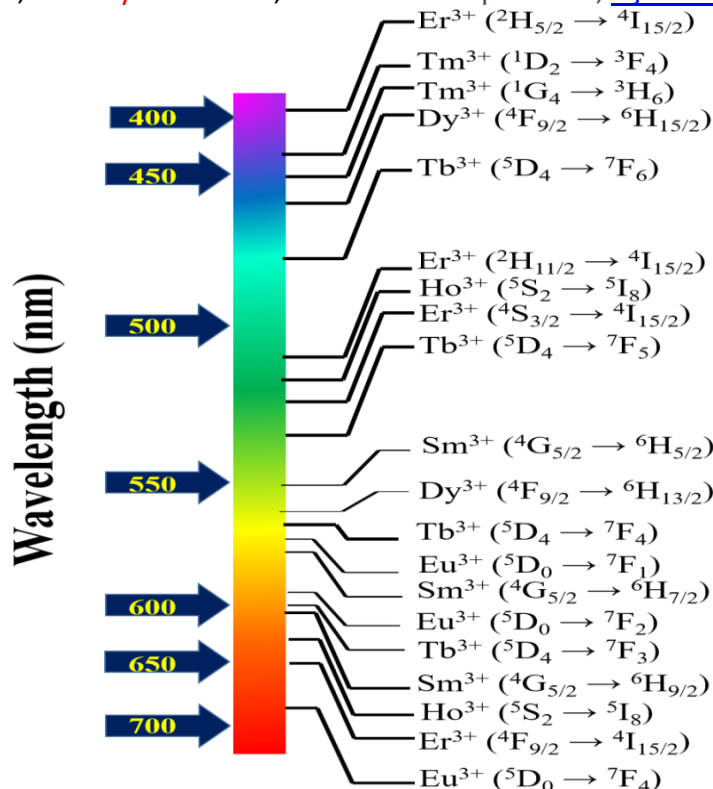 Er³⁺ (²H₅/₂ → ⁴I₁₅/₂)
Tm³⁺ (¹D₂ → ³F₄)
Tm³⁺ (¹G₄ → ³H₆)
Dy³⁺ (⁴F₉/₂ → ⁶H₁₅/₂)
Tb³⁺ (⁵D₄ → ⁷F₆)
Er³⁺ (²H₁₁/₂ → ⁴I₁₅/₂)
Ho³⁺ (⁵S₂ → ⁵I₈)
Er³⁺ (⁴S₃/₂ → ⁴I₁₅/₂)
Tb³⁺ (⁵D₄ → ⁷F₅)
Sm³⁺ (⁴G₅/₂ → ⁶H₅/₂)
Dy³⁺ (⁴F₉/₂ → ⁶H₁₃/₂)
Tb³⁺ (⁵D₄ → ⁷F₄)
Eu³⁺ (⁵D₀ → ⁷F₁)
Sm³⁺ (⁴G₅/₂ → ⁶H₇/₂)
Eu³⁺ (⁵D₀ → ⁷F₂)
Tb³⁺ (⁵D₄ → ⁷F₃)
Sm³⁺ (⁴G₅/₂ → ⁶H₉/₂)
Ho³⁺ (⁵S₂ → ⁵I₈)
Er³⁺ (⁴F₉/₂ → ⁴I₁₅/₂)
Eu³⁺ (⁵D₀ → ⁷F₄)
400
450
500
550
600
650
700
Wavelength (nm)